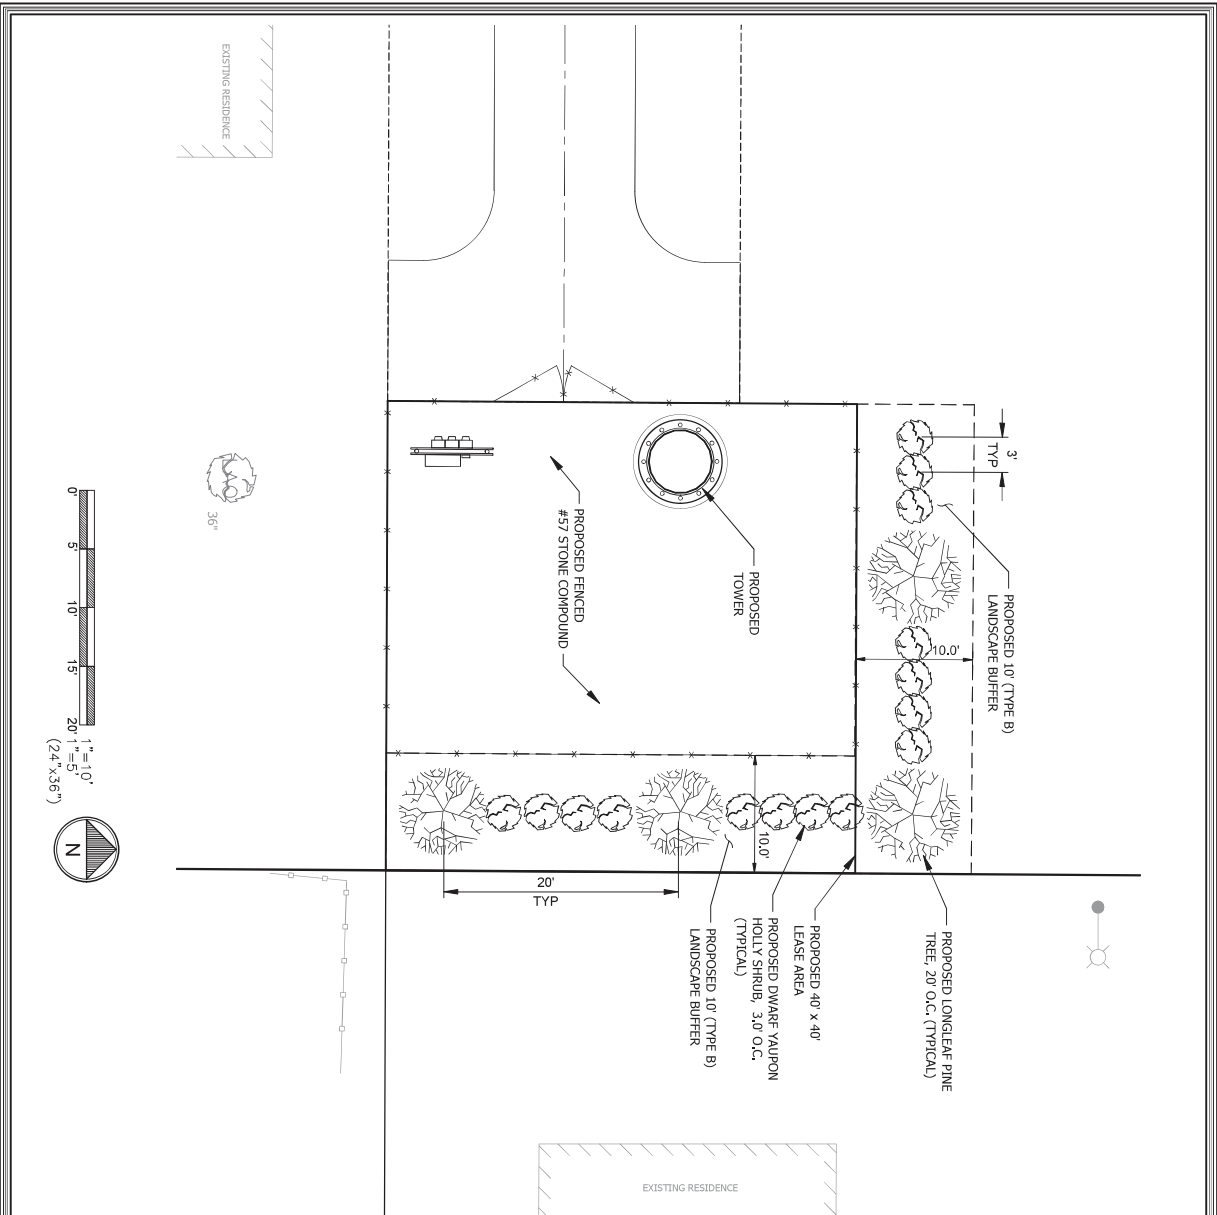 EXISTING RESIDENCE
3'
TYP
PROPOSED 10' (TYPE B)
LANDSCAPE BUFFER
10.0'
PROPOSED
TOWER
PROPOSED FENCED
#57 STONE COMPOUND
36"
0'
5'
10'
15'
20'
1"=10'
1"=5'
(24"x36")
N
10.0'
20'
TYP
PROPOSED LONGLEAF PINE
TREE, 20' O.C. (TYPICAL)
PROPOSED 40' x 40'
LEASE AREA
PROPOSED DWARF YAUPON
HOLLY SHRUB, 3.0' O.C.
(TYPICAL)
PROPOSED 10' (TYPE B)
LANDSCAPE BUFFER
EXISTING RESIDENCE